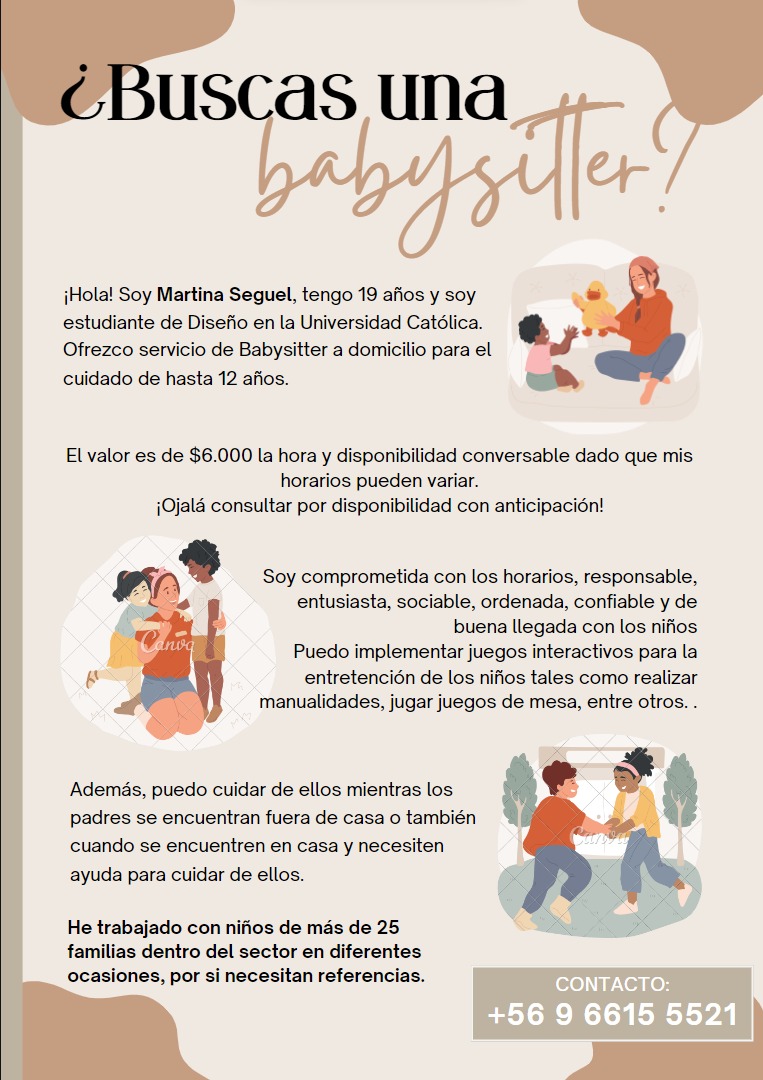 ¿Buscas una
babysitter?
¡Hola! Soy Martina Seguel, tengo 19 años y soy
estudiante de Diseño en la Universidad Católica.
Ofrezco servicio de Babysitter a domicilio para el
cuidado de hasta 12 años.
El valor es de $6.000 la hora y disponibilidad conversable dado que mis
horarios pueden variar.
¡Ojalá consultar por disponibilidad con anticipación!
Soy comprometida con los horarios, responsable,
entusiasta, sociable, ordenada, confiable y de
buena llegada con los niños
Puedo implementar juegos interactivos para la
entretención de los niños tales como realizar
manualidades, jugar juegos de mesa, entre otros. .
Canva
Además, puedo cuidar de ellos mientras los
padres se encuentran fuera de casa o también
cuando se encuentren en casa y necesiten
ayuda para cuidar de ellos.
Canva
He trabajado con niños de más de 25
familias dentro del sector en diferentes
ocasiones, por si necesitan referencias.
CONTACTO:
+56 9 6615 5521